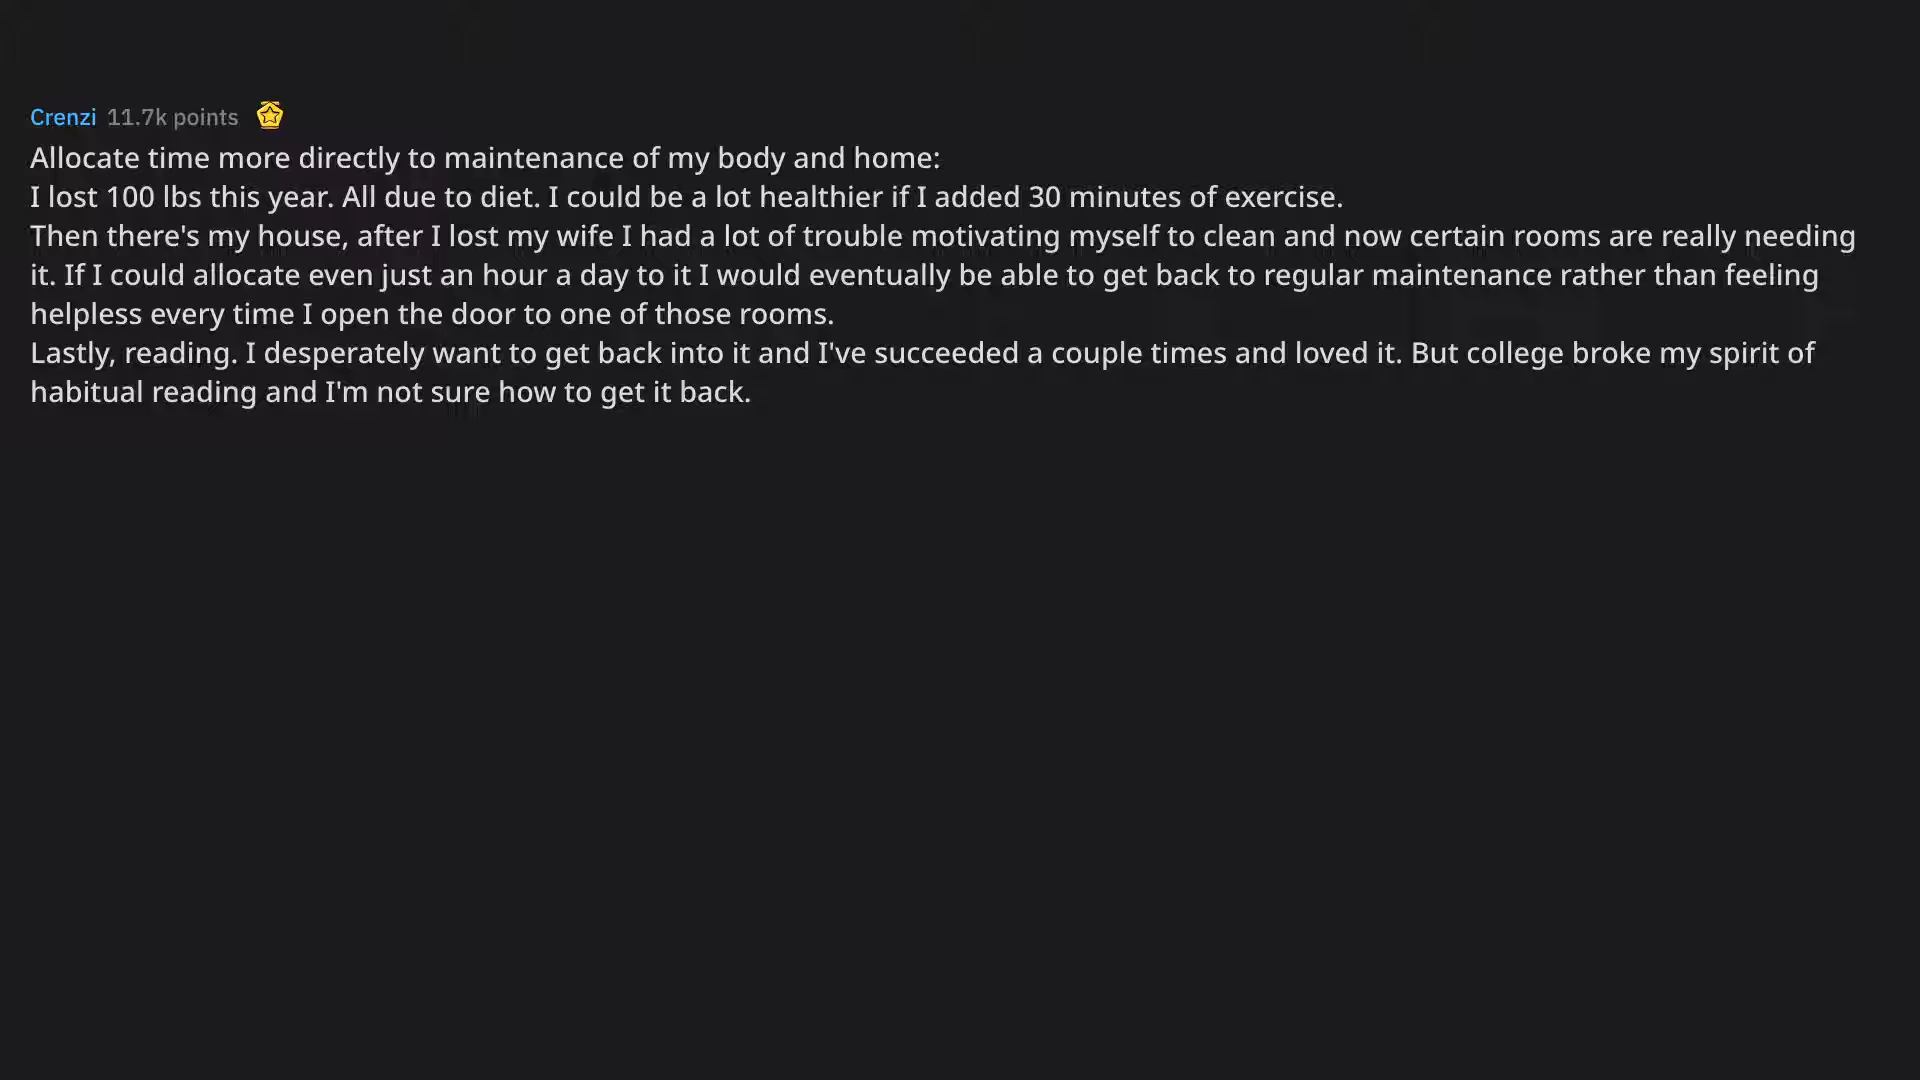 Crenzi 11.7k points
Allocate time more directly to maintenance of my body and home:
I lost 100 lbs this year. All due to diet. I could be a lot healthier if I added 30 minutes of exercise.
Then there's my house, after I lost my wife I had a lot of trouble motivating myself to clean and now certain rooms are really needing
it. If I could allocate even just an hour a day to it I would eventually be able to get back to regular maintenance rather than feeling
helpless every time I open the door to one of those rooms.
Lastly, reading. I desperately want to get back into it and I've succeeded a couple times and loved it. But college broke my spirit of
habitual reading and I'm not sure how to get it back.